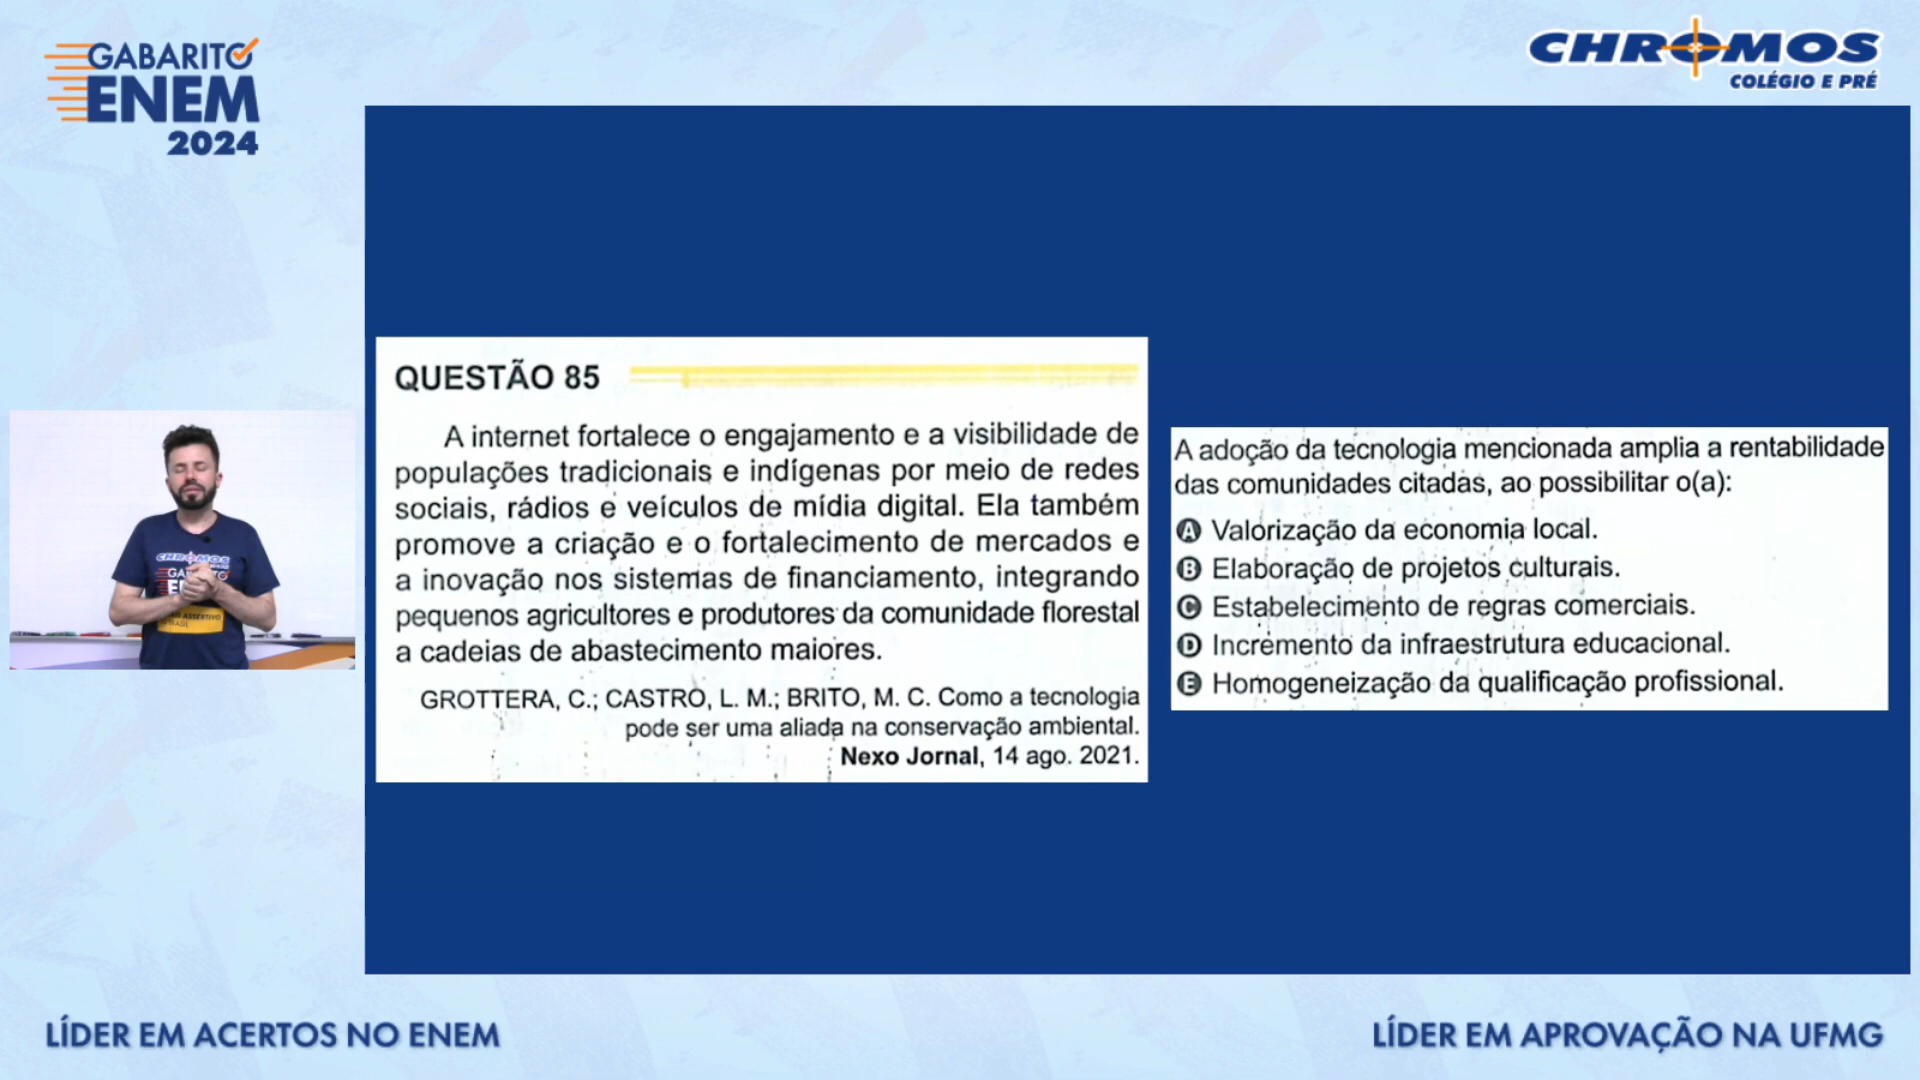 GABARITO
ENEM
2024
CHROMOS
COLÉGIO E PRÉ
QUESTÃO 85
A internet fortalece o engajamento e a visibilidade de
populações tradicionais e indígenas por meio de redes
sociais, rádios e veículos de mídia digital. Ela também
promove a criação e o fortalecimento de mercados e
a inovação nos sistemas de financiamento, integrando
pequenos agricultores e produtores da comunidade florestal
a cadeias de abastecimento maiores.
GROTTERA, C.; CASTRO, L. M.; BRITO, M. C. Como a tecnologia
pode ser uma aliada na conservação ambiental.
Nexo Jornal, 14 ago. 2021.
A adoção da tecnologia mencionada amplia a rentabilidade
das comunidades citadas, ao possibilitar o(a):
A Valorização da economia local.
B Elaboração de projetos culturais.
C Estabelecimento de regras comerciais.
D Incremento da infraestrutura educacional.
E Homogeneização da qualificação profissional.
CHROMOS
ASSERTIVO
BRASIL
LÍDER EM ACERTOS NO ENEM
LÍDER EM APROVAÇÃO NA UFMG